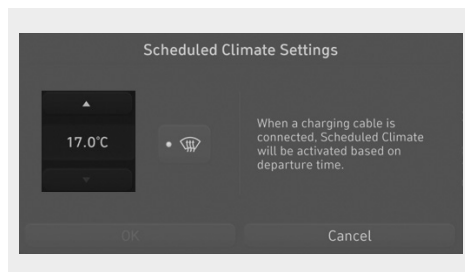 Scheduled Climate Settings
17.0°C
When a charging cable is
connected, Scheduled Climate
will be activated based on
departure time.
OK
Cancel